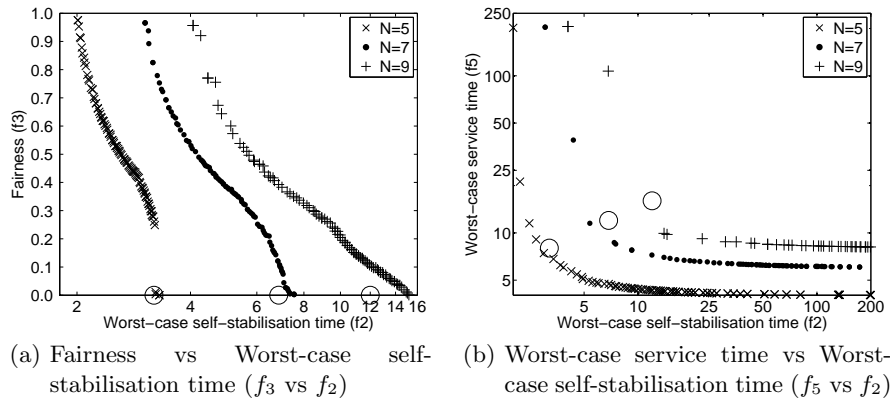 1.0
0.9
0.8
0.7
0.6
0.5
0.4
0.3
0.2
0.1
0.0
Fairness (f3)
2
4
6
8
10
12
14
16
Worst−case self−stabilisation time (f2)
N=5
N=7
N=9
(a) Fairness vs Worst-case self-
stabilisation time (f3 vs f2)
250
100
50
25
10
5
Worst−case service time (f5)
5
10
25
50
100
200
Worst−case self−stabilisation time (f2)
N=5
N=7
N=9
(b) Worst-case service time vs Worst-
case self-stabilisation time (f5 vs f2)